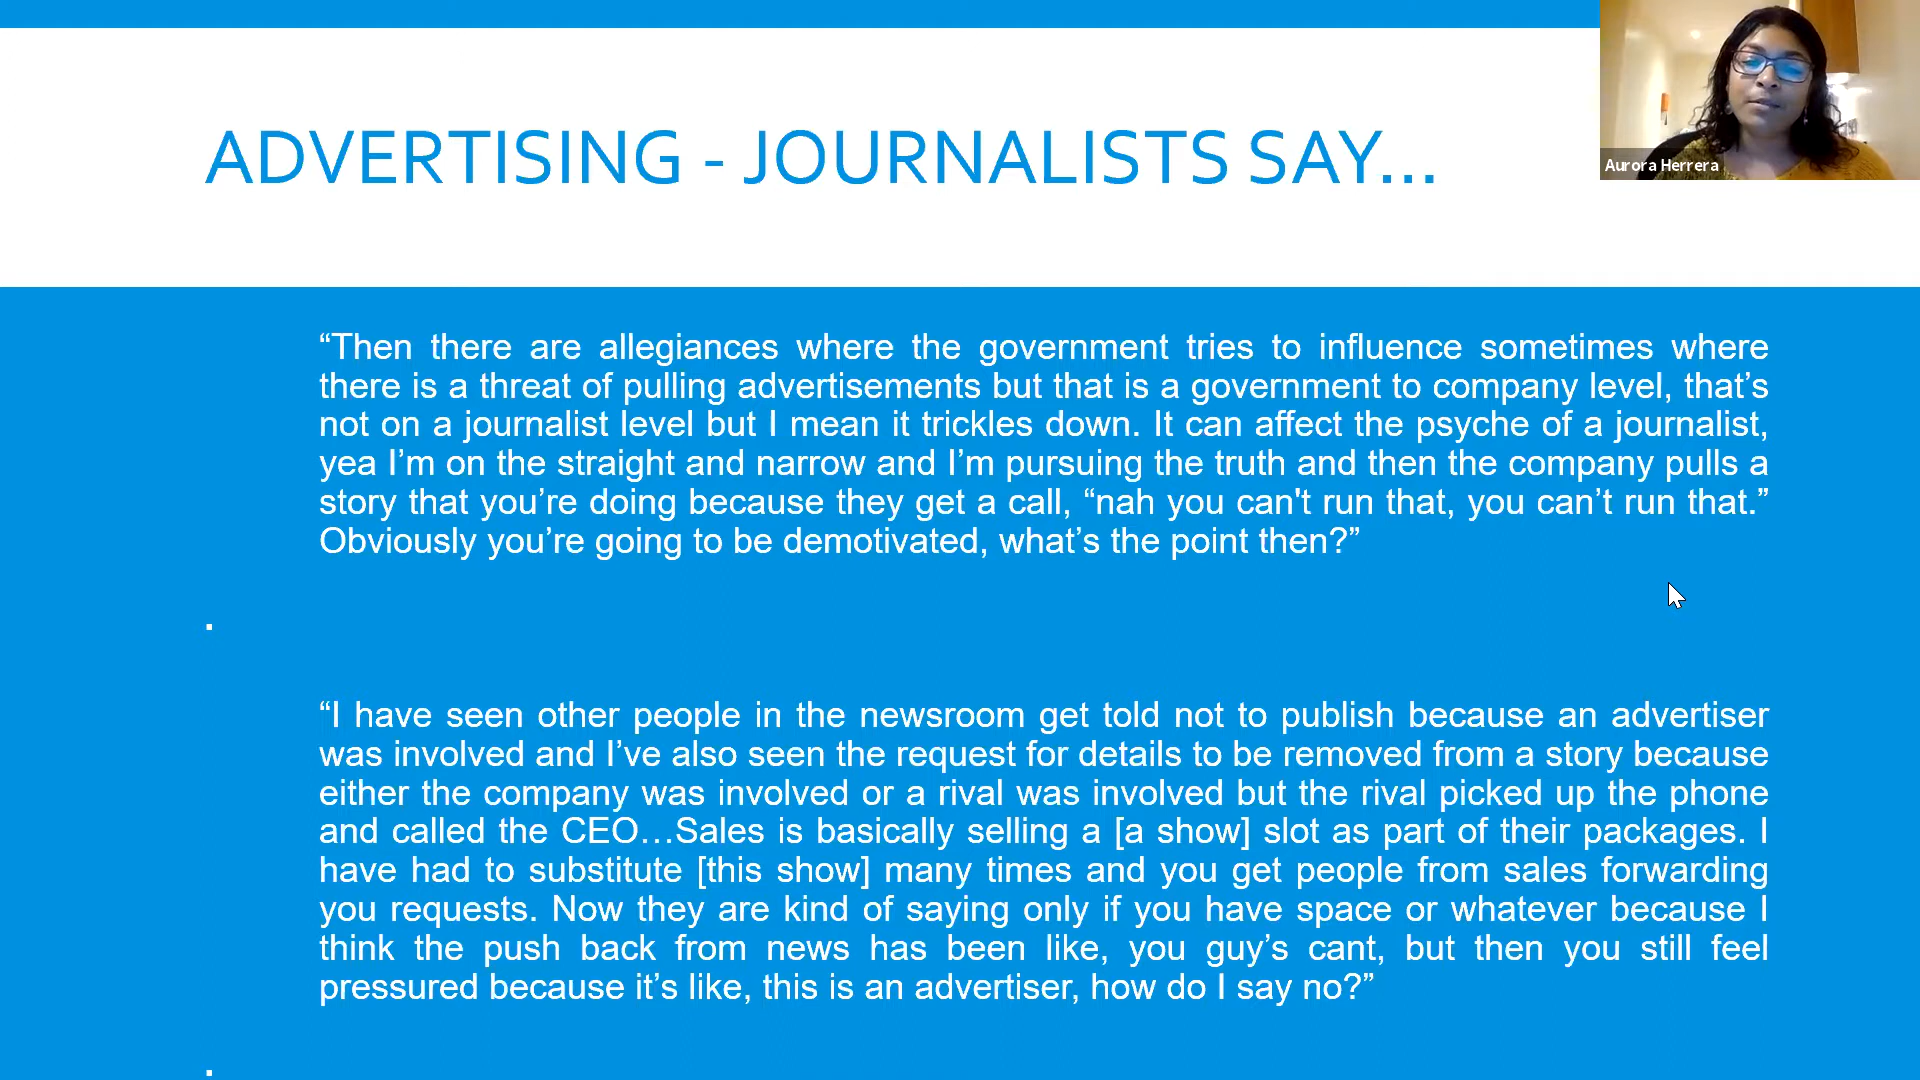 ADVERTISING - JOURNALISTS SAY...
Aurora Herrera
“Then there are allegiances where the government tries to influence sometimes where
there is a threat of pulling advertisements but that is a government to company level, that’s
not on a journalist level but I mean it trickles down. It can affect the psyche of a journalist,
yea I’m on the straight and narrow and I’m pursuing the truth and then the company pulls a
story that you’re doing because they get a call, “nah you can't run that, you can’t run that.”
Obviously you’re going to be demotivated, what’s the point then?”
“I have seen other people in the newsroom get told not to publish because an advertiser
was involved and I’ve also seen the request for details to be removed from a story because
either the company was involved or a rival was involved but the rival picked up the phone
and called the CEO…Sales is basically selling a [a show] slot as part of their packages. I
have had to substitute [this show] many times and you get people from sales forwarding
you requests. Now they are kind of saying only if you have space or whatever because I
think the push back from news has been like, you guy’s cant, but then you still feel
pressured because it’s like, this is an advertiser, how do I say no?”